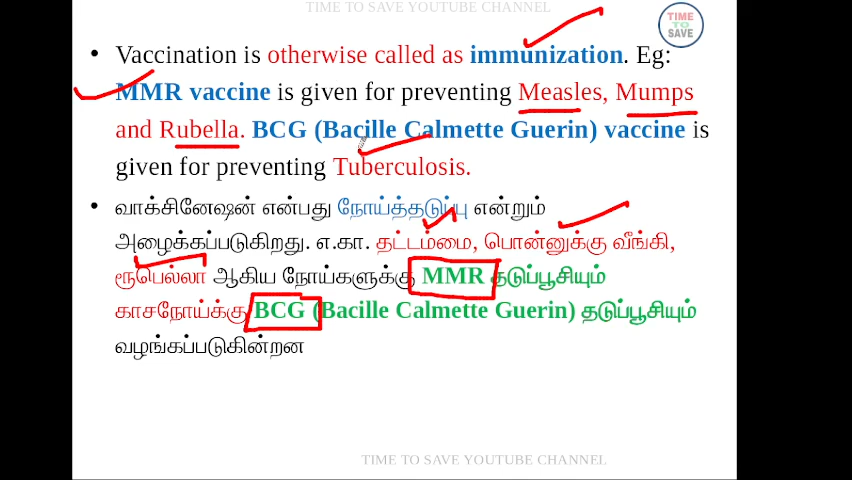 TIME TO SAVE YOUTUBE CHANNEL
TIME
TO
SAVE
• Vaccination is otherwise called as immunization. Eg:
MMR vaccine is given for preventing Measles, Mumps
and Rubella. BCG (Bacille Calmette Guerin) vaccine is
given for preventing Tuberculosis.
• வாக்சினேஷன் என்பது நோய்த்தடுப்பு என்றும்
அழைக்கப்படுகிறது. எ.கா. தட்டம்மை, பொன்னுக்கு வீங்கி,
ரூபெல்லா ஆகிய நோய்களுக்கு MMR தடுப்பூசியும்
காசநோய்க்கு BCG (Bacille Calmette Guerin) தடுப்பூசியும்
வழங்கப்படுகின்றன
TIME TO SAVE YOUTUBE CHANNEL